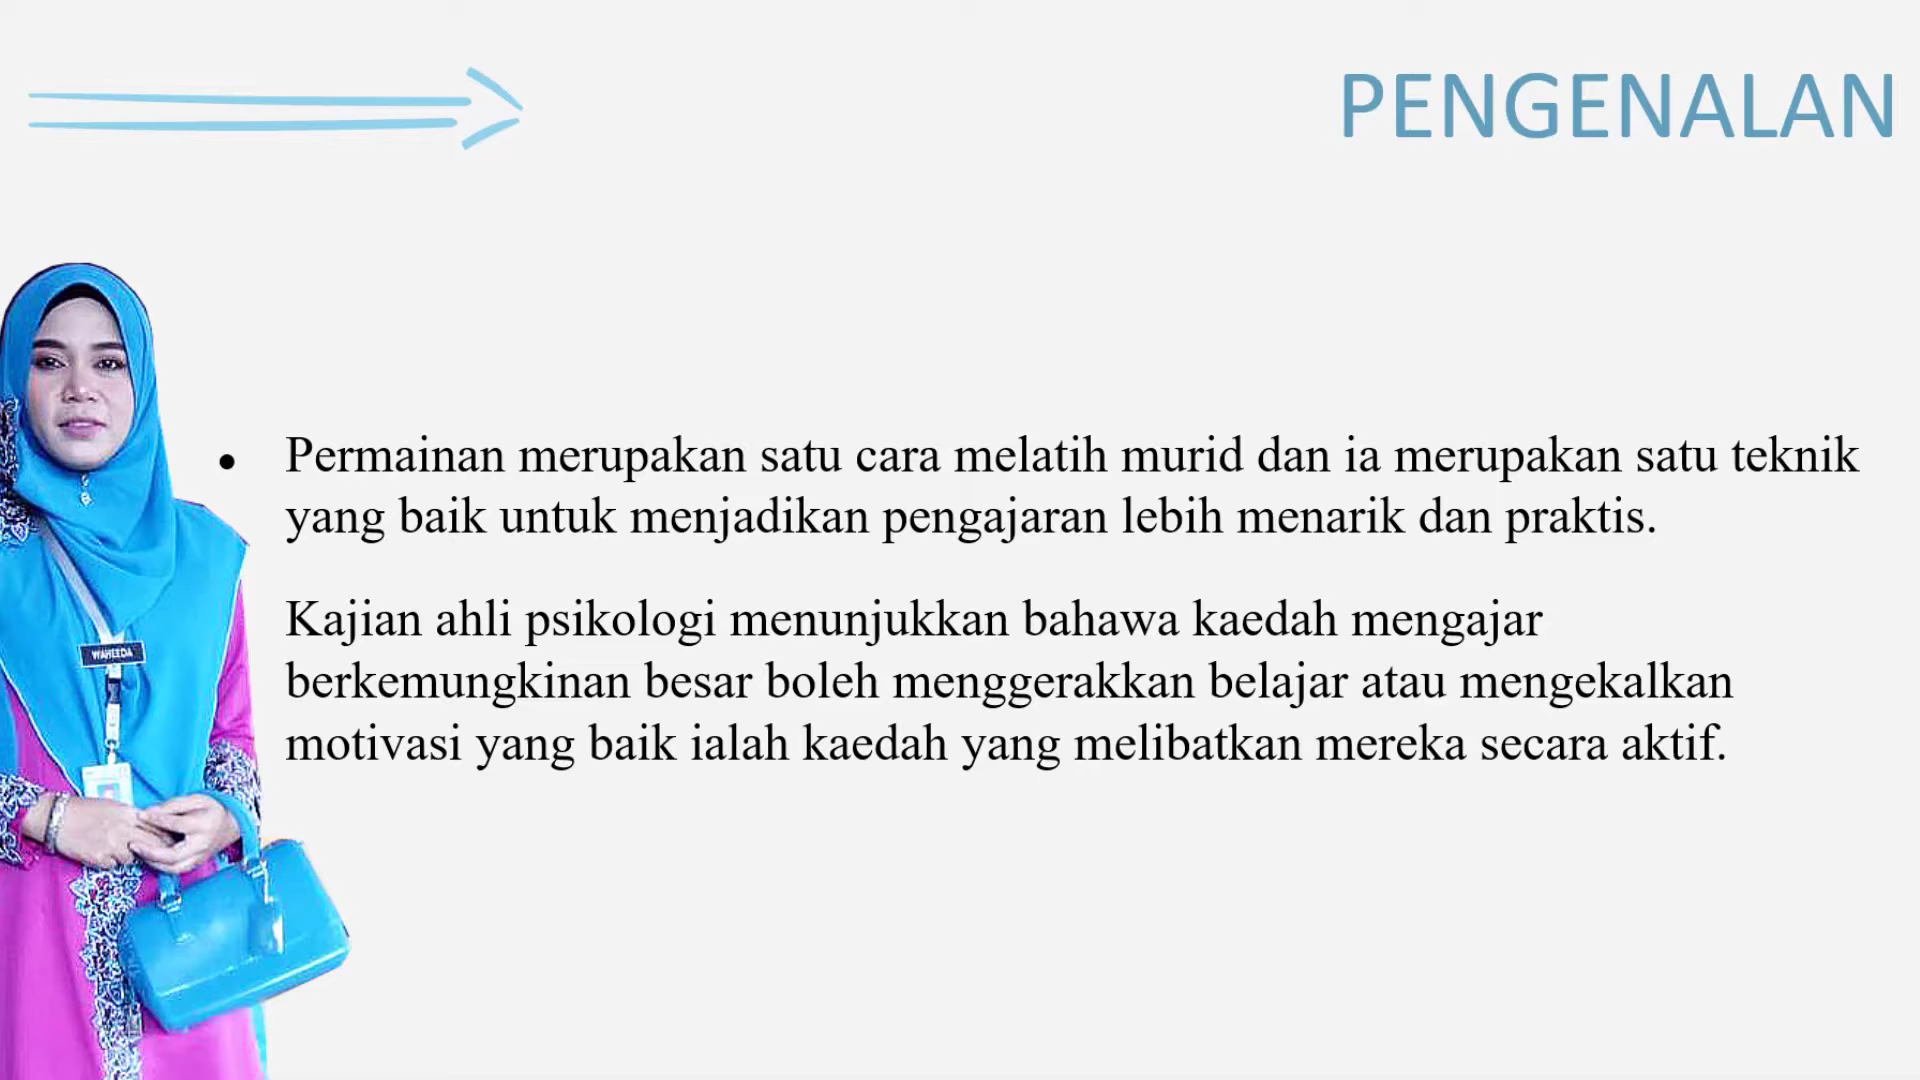 PENGENALAN
• Permainan merupakan satu cara melatih murid dan ia merupakan satu teknik
yang baik untuk menjadikan pengajaran lebih menarik dan praktis.
Kajian ahli psikologi menunjukkan bahawa kaedah mengajar
berkemungkinan besar boleh menggerakkan belajar atau mengekalkan
motivasi yang baik ialah kaedah yang melibatkan mereka secara aktif.
WAHEEDA